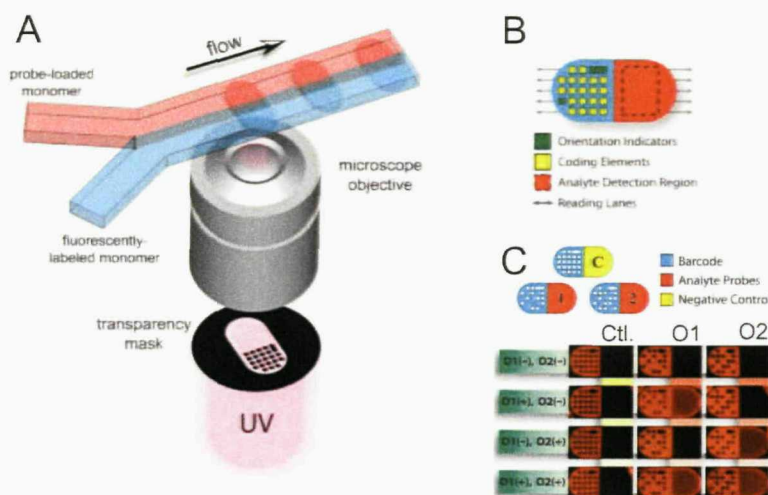 A
flow
probe-loaded
monomer
microscope
objective
fluorescently-
labeled monomer
transparency
mask
UV
B
Orientation Indicators
Coding Elements
Analyte Detection Region
Reading Lanes
C
C
1
2
Barcode
Analyte Probes
Negative Control
Ctl.
O1
O2
O1(-), O2(-)
O1(+), O2(-)
O1(-), O2(+)
O1(+), O2(+)